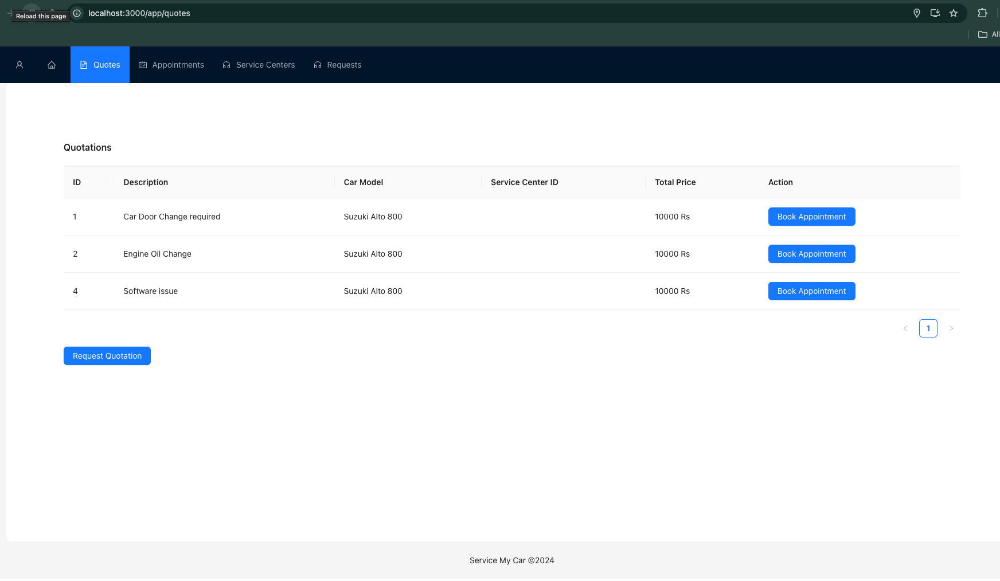 localhost:3000/app/quotes
Reload this page
All
Quotes Appointments Service Centers Requests
Quotations
ID Description Car Model Service Center ID Total Price Action
1 Car Door Change required Suzuki Alto 800 10000 Rs Book Appointment
2 Engine Oil Change Suzuki Alto 800 10000 Rs Book Appointment
4 Software issue Suzuki Alto 800 10000 Rs Book Appointment
< 1 >
Request Quotation
Service My Car ©2024